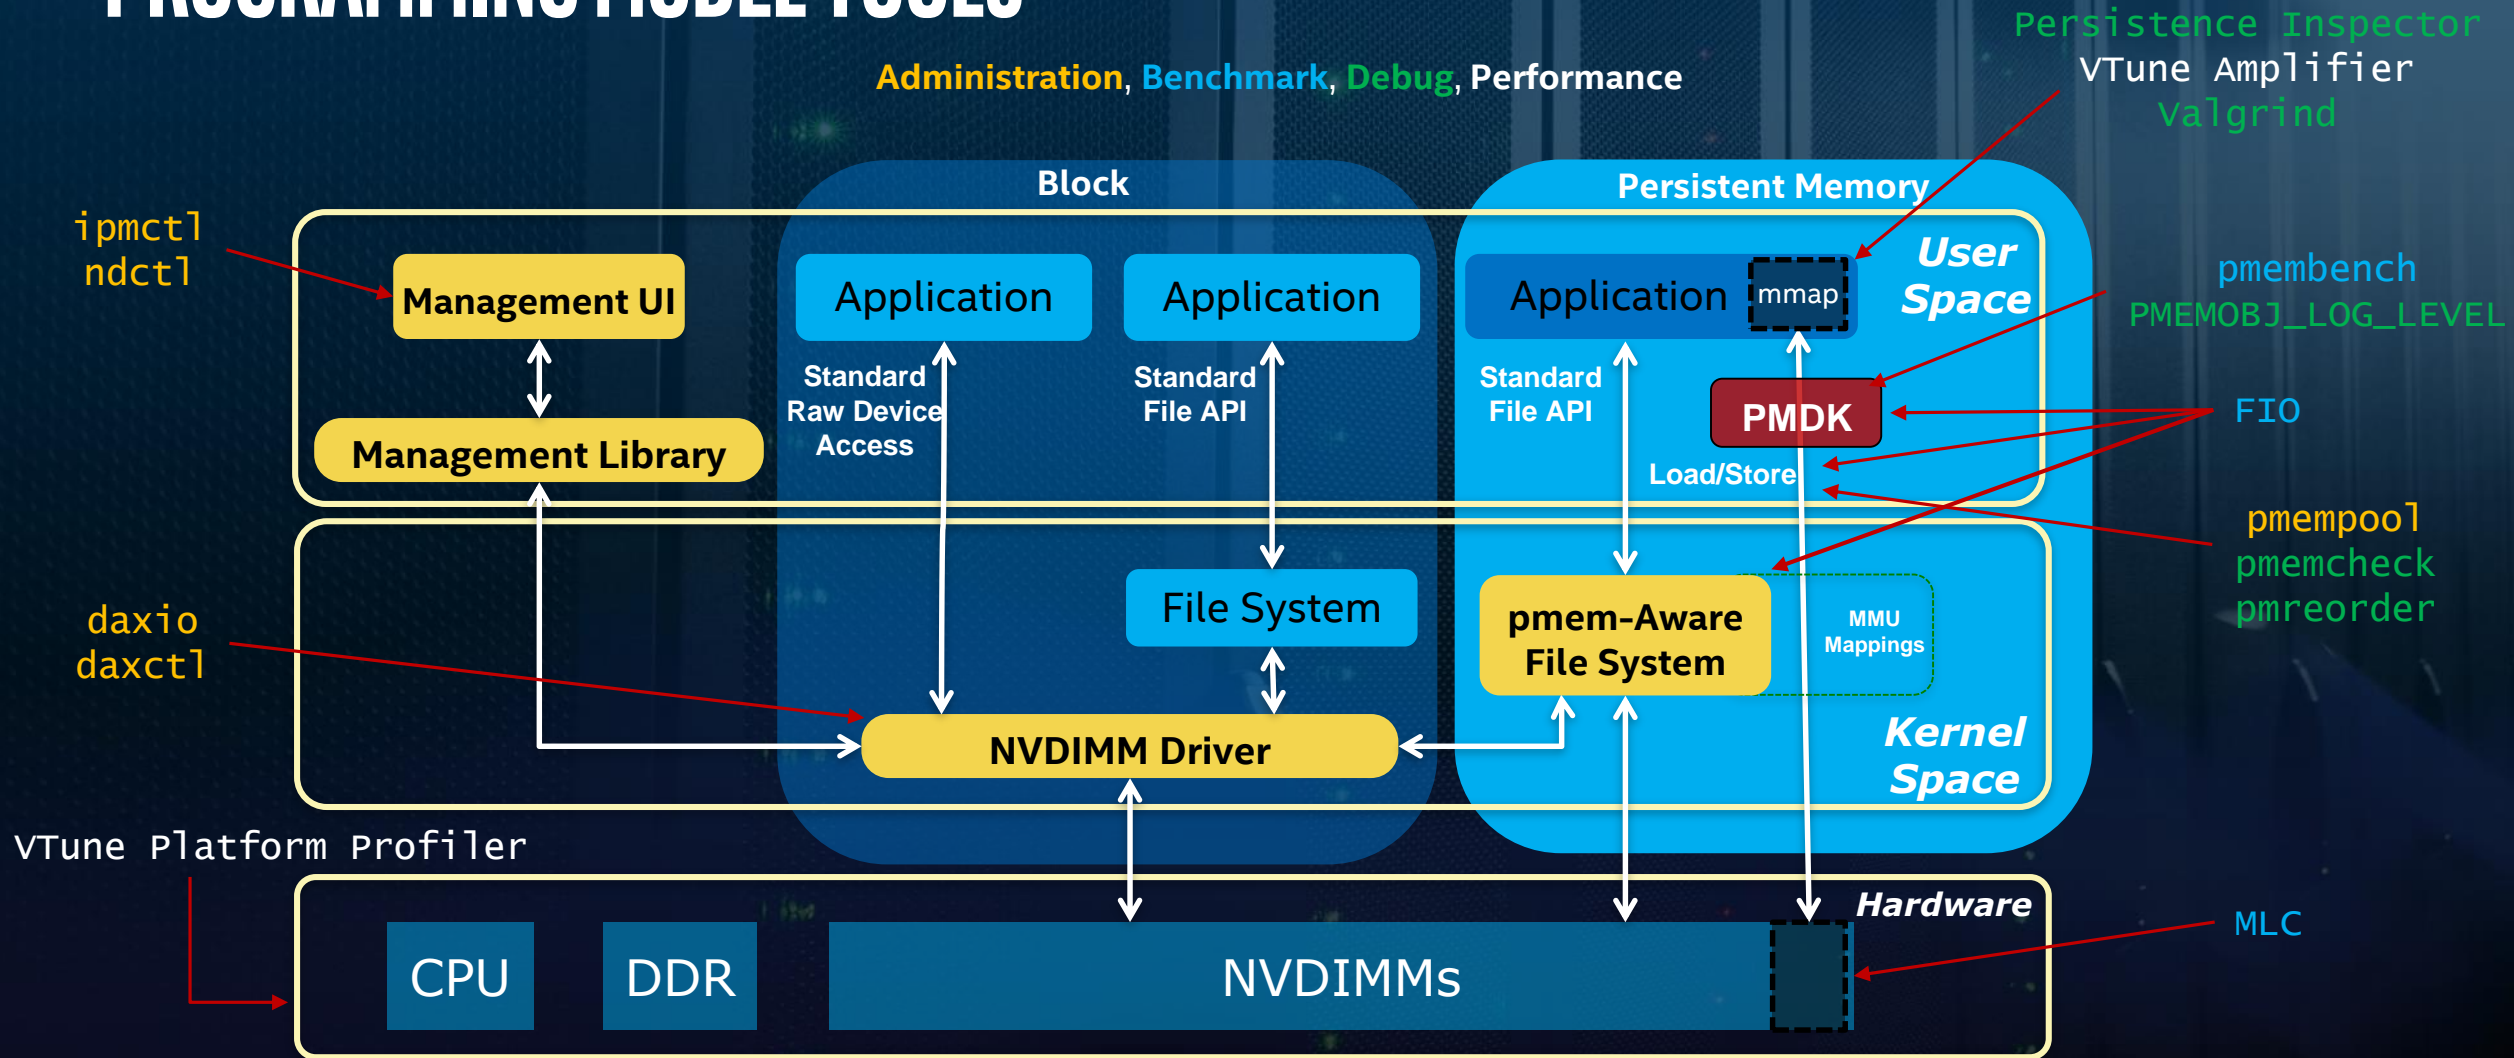 PROGRAMMING MODEL TOOLS
Administration, Benchmark, Debug, Performance
Persistence Inspector
VTune Amplifier
Valgrind
Block
Persistent Memory
ipmctl
ndctl
Management UI
Application
Application
Application
mmap
User
Space
pmembench
PMEMOBJ_LOG_LEVEL
Standard
Raw Device
Access
Standard
File API
Standard
File API
PMDK
FIO
Management Library
Load/Store
pmempool
pmemcheck
pmreorder
daxio
daxctl
File System
pmem-Aware
File System
MMU
Mappings
NVDIMM Driver
Kernel
Space
VTune Platform Profiler
Hardware
CPU
DDR
NVDIMMs
MLC